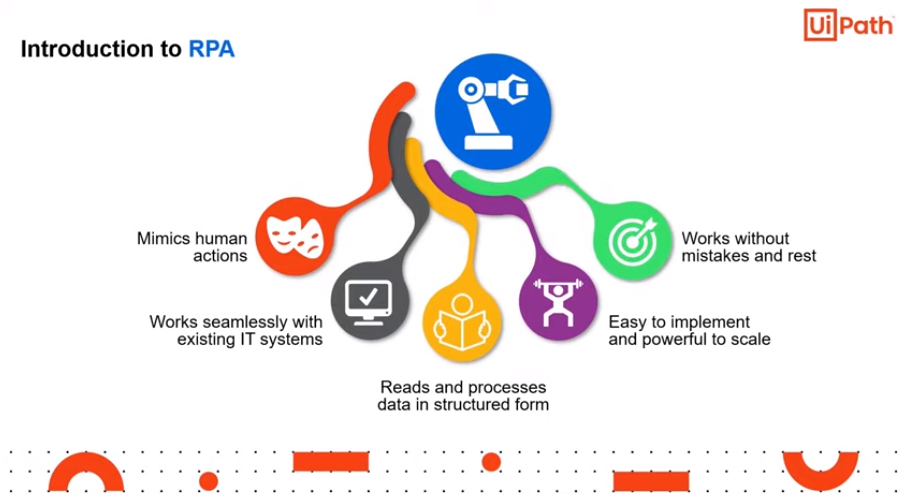 Introduction to RPA
UiPath
Mimics human
actions
Works without
mistakes and rest
Works seamlessly with
existing IT systems
Easy to implement
and powerful to scale
Reads and processes
data in structured form